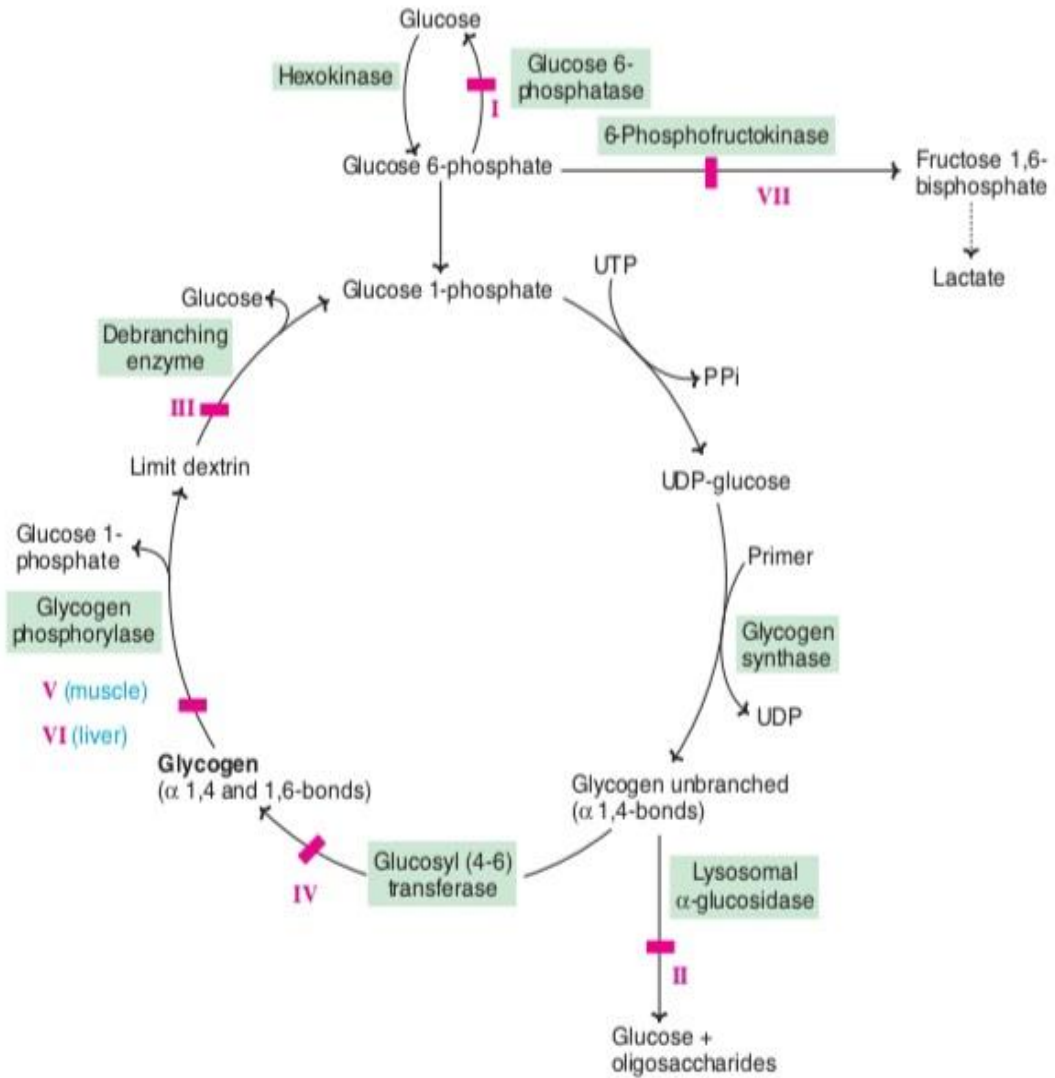 Glucose
Hexokinase
Glucose 6-
phosphatase
I
6-Phosphofructokinase
Glucose 6-phosphate
Fructose 1,6-
bisphosphate
VII
Lactate
UTP
Glucose
Glucose 1-phosphate
Debranching
enzyme
PPi
III
Limit dextrin
UDP-glucose
Glucose 1-
phosphate
Primer
Glycogen
phosphorylase
Glycogen
synthase
V (muscle)
VI (liver)
UDP
Glycogen
(α 1,4 and 1,6-bonds)
Glycogen unbranched
(α 1,4-bonds)
Glucosyl (4-6)
transferase
IV
Lysosomal
α-glucosidase
II
Glucose +
oligosaccharides